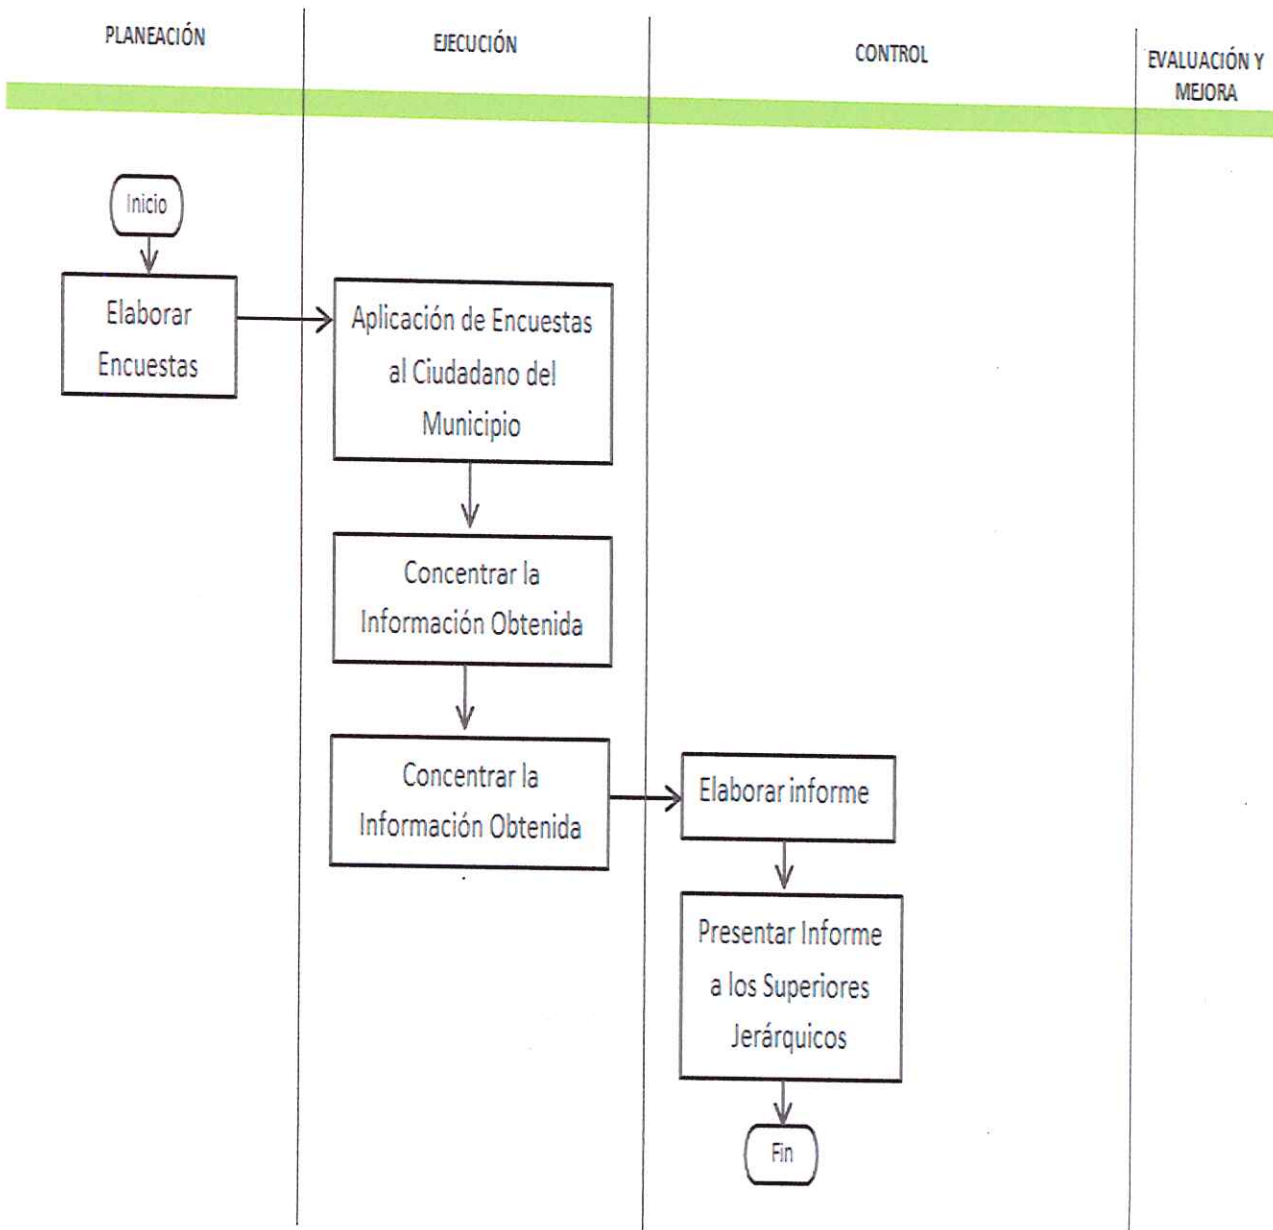 PLANEACIÓN
EJECUCIÓN
CONTROL
EVALUACIÓN Y
MEJORA
Inicio
Elaborar
Encuestas
Aplicación de Encuestas
al Ciudadano del
Municipio
Concentrar la
Información Obtenida
Concentrar la
Información Obtenida
Elaborar informe
Presentar Informe
a los Superiores
Jerárquicos
Fin